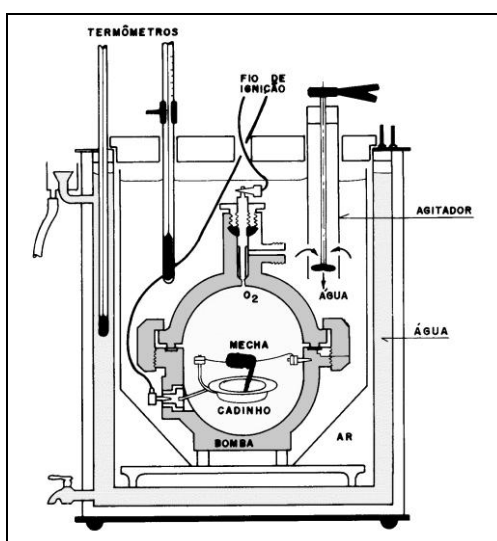 TERMÔMETROS
FIO DE
IGNIÇÃO
AGITADOR
O₂
ÁGUA
ÁGUA
MECHA
CADINHO
BOMBA
AR